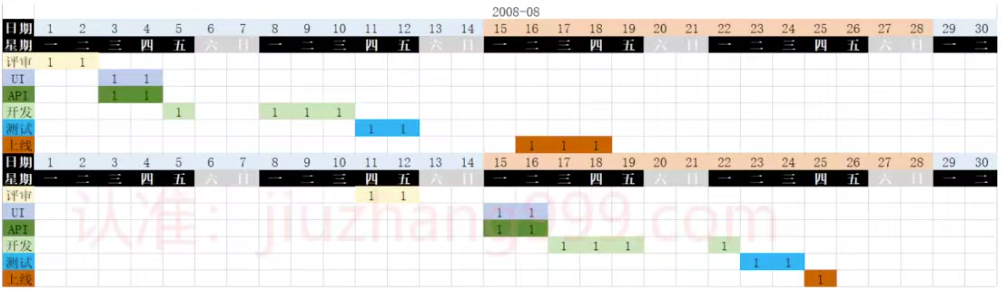 2008-08
日期 1 2 3 4 5 6 7 8 9 10 11 12 13 14 15 16 17 18 19 20 21 22 23 24 25 26 27 28 29 30
星期 一 二 三 四 五 六 日 一 二 三 四 五 六 日 一 二 三 四 五 六 日 一 二 三 四 五 六 日 一 二
评审 1 1
UI 1 1
API 1 1
开发 1 1 1 1
测试 1 1
上线 1 1 1
日期 1 2 3 4 5 6 7 8 9 10 11 12 13 14 15 16 17 18 19 20 21 22 23 24 25 26 27 28 29 30
星期 一 二 三 四 五 六 日 一 二 三 四 五 六 日 一 二 三 四 五 六 日 一 二 三 四 五 六 日 一 二
评审 1 1
UI 1 1
API 1 1
开发 1 1 1 1
测试 1 1
上线 1
认准：jiuzhang999.com